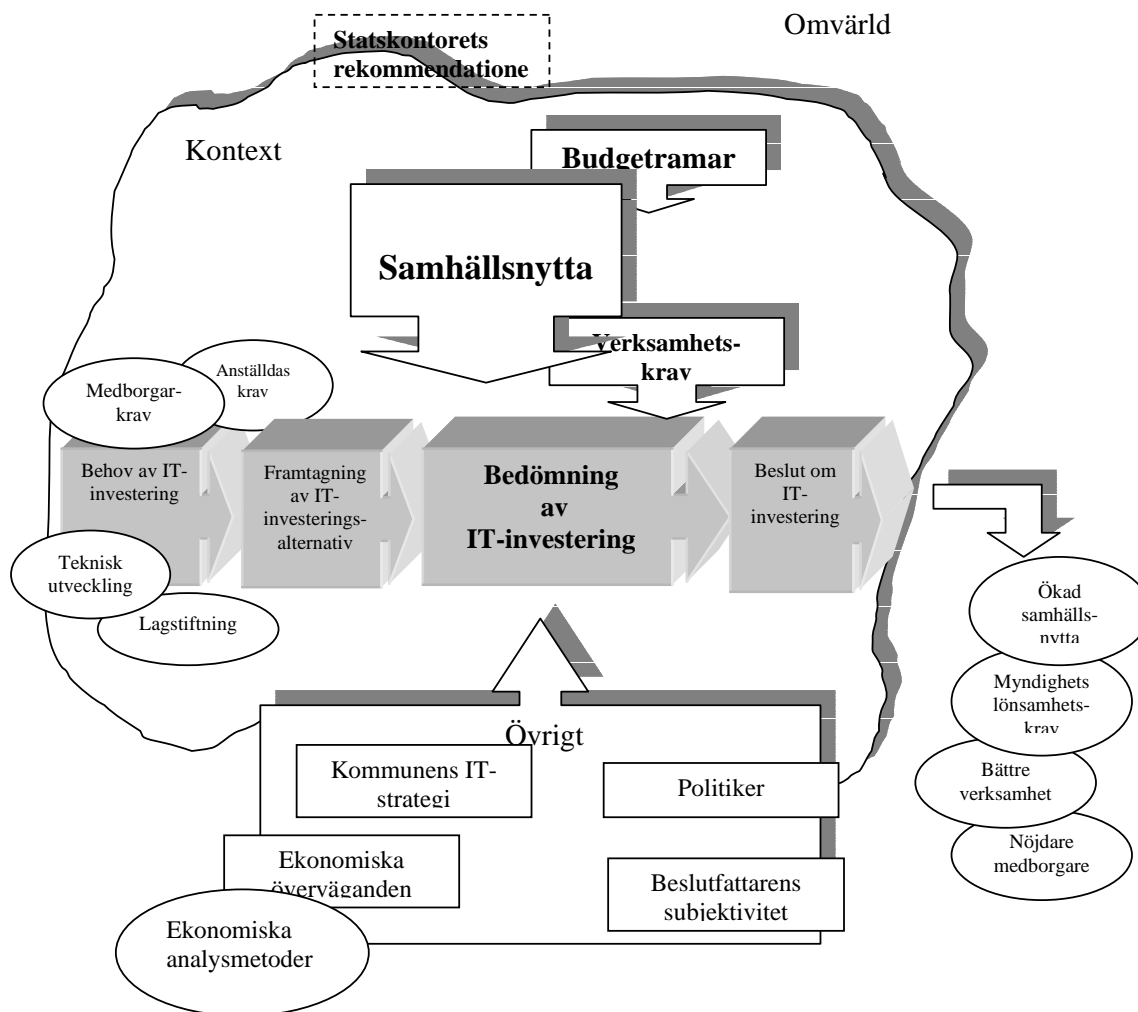 Omvärld
Statskontorets
rekommendatione
Kontext
Budgetramar
Samhällsnytta
Verksamhets-
krav
Anställdas
krav
Medborgar-
krav
Behov av IT-
investering
Framtagning
av IT-
investerings-
alternativ
Bedömning
av
IT-investering
Beslut om
IT-
investering
Teknisk
utveckling
Lagstiftning
Ökad
samhälls-
nytta
Myndighets
lönsamhets-
krav
Bättre
verksamhet
Nöjdare
medborgare
Övrigt
Kommunens IT-
strategi
Politiker
Ekonomiska
överväganden
Beslutfattarens
subjektivitet
Ekonomiska
analysmetoder